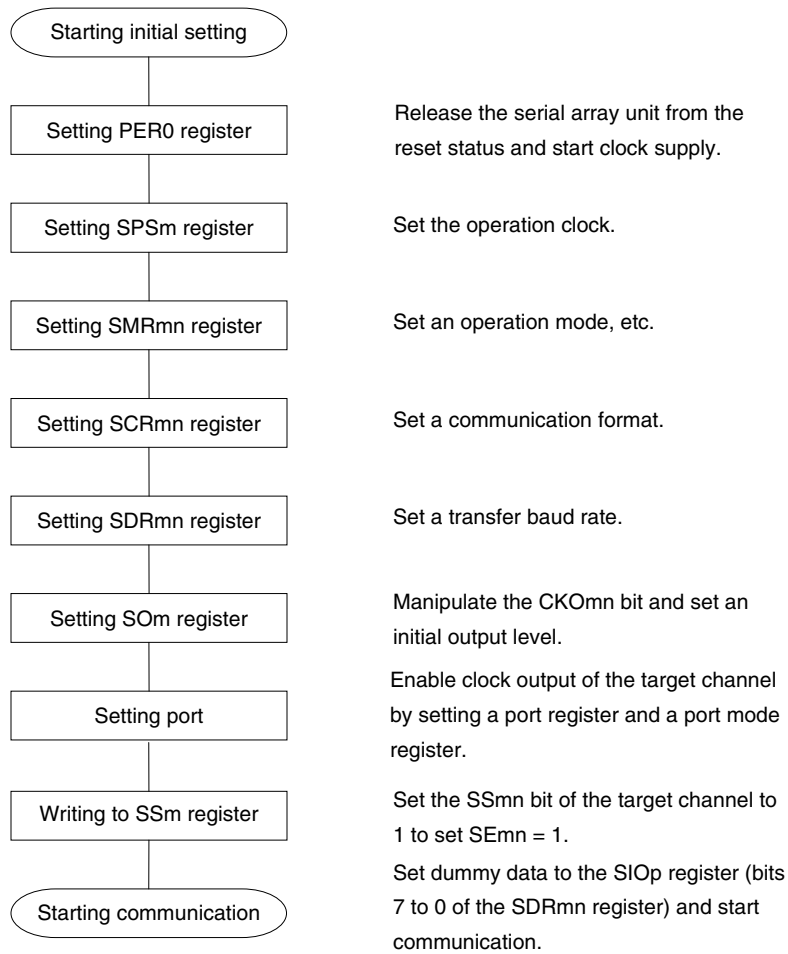 Starting initial setting
Setting PER0 register
Release the serial array unit from the
reset status and start clock supply.
Setting SPSm register
Set the operation clock.
Setting SMRmn register
Set an operation mode, etc.
Setting SCRmn register
Set a communication format.
Setting SDRmn register
Set a transfer baud rate.
Setting SOm register
Manipulate the CKOmn bit and set an
initial output level.
Setting port
Enable clock output of the target channel
by setting a port register and a port mode
register.
Writing to SSm register
Set the SSmn bit of the target channel to
1 to set SEmn = 1.
Starting communication
Set dummy data to the SIOp register (bits
7 to 0 of the SDRmn register) and start
communication.